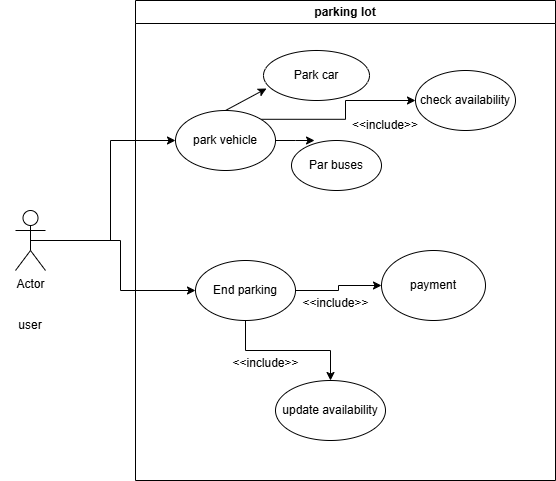 parking lot
Park car
check availability
<<include>>
park vehicle
Par buses
Actor
user
End parking
payment
<<include>>
<<include>>
update availability